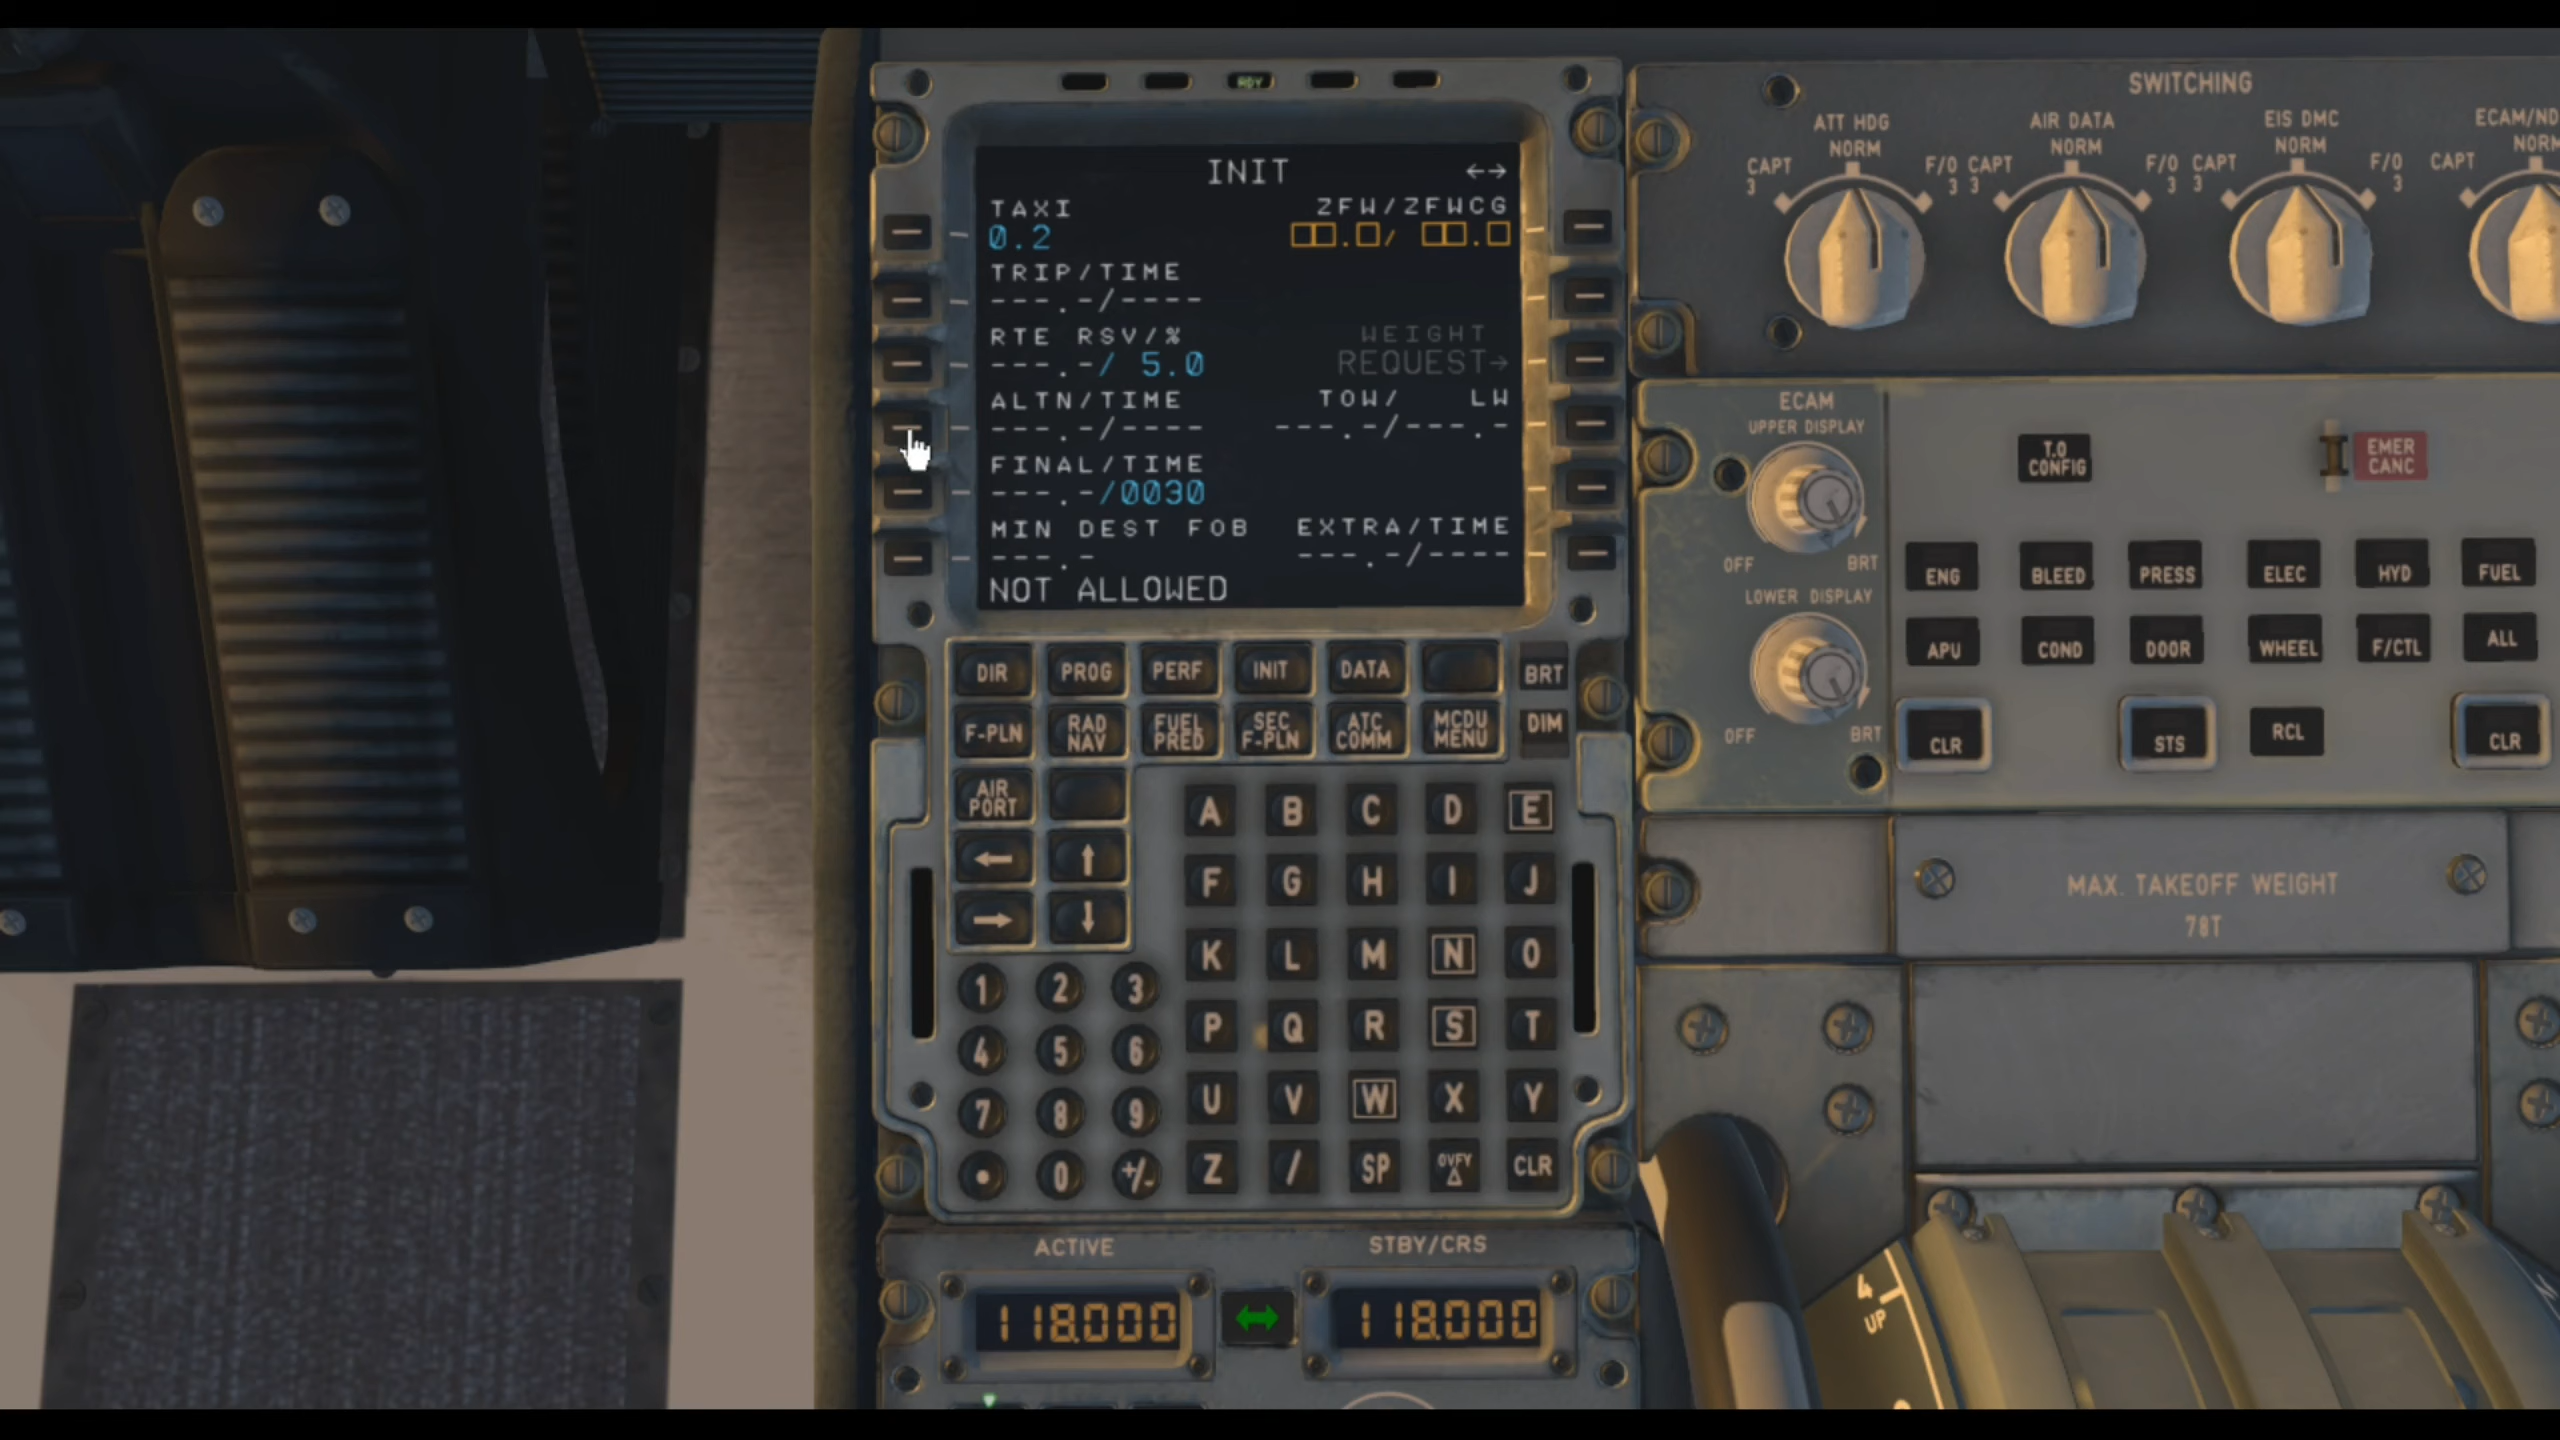 RDY
INIT ←→
TAXI ZFW/ZFWCG
0.2 □□.□/ □□.□
TRIP/TIME
---.-/----
RTE RSV/% WEIGHT
---.-/ 5.0 REQUEST→
ALTN/TIME TOW/ LW
---.-/---- ---.-/---.-
FINAL/TIME
---.-/0030
MIN DEST FOB EXTRA/TIME
---.- ---.-/----
NOT ALLOWED
DIR PROG PERF INIT DATA BRT
F-PLN RAD NAV FUEL PRED SEC F-PLN ATC COMM MCDU MENU DIM
AIR PORT
← ↑
→ ↓
A B C D E
F G H I J
K L M N O
P Q R S T
U V W X Y
Z / SP OVFY Δ CLR
1 2 3
4 5 6
7 8 9
. 0 +/-
ACTIVE STBY/CRS
118.000 118.000
SWITCHING
ATT HDG AIR DATA EIS DMC ECAM/ND
NORM NORM NORM NORM
CAPT 3 F/O 3 CAPT 3 F/O 3 CAPT 3 F/O 3 CAPT
ECAM
UPPER DISPLAY
OFF BRT
LOWER DISPLAY
OFF BRT
T.O CONFIG
EMER CANC
ENG BLEED PRESS ELEC HYD FUEL
APU COND DOOR WHEEL F/CTL ALL
CLR STS RCL CLR
MAX. TAKEOFF WEIGHT
78T
4
UP